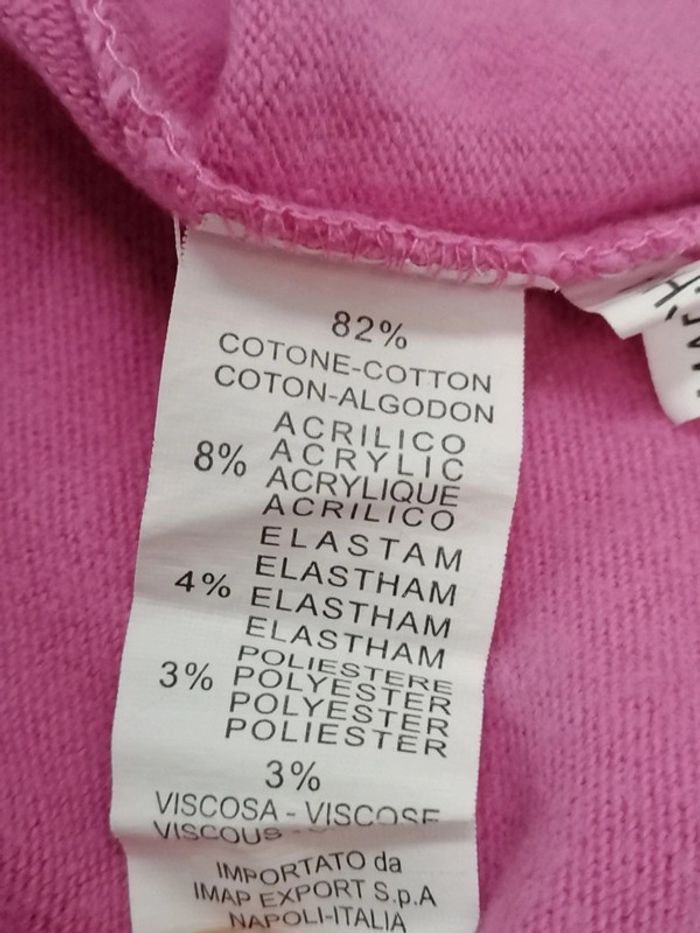 82%
COTONE-COTTON
COTON-ALGODON
ACRILICO
8% ACRYLIC
ACRYLIQUE
ACRILICO
ELASTAM
ELASTHAM
4% ELASTHAM
ELASTHAM
POLIESTERE
3% POLYESTER
POLYESTER
POLIESTER
3%
VISCOSA - VISCOSE
VISCOUS -
IMPORTATO da
IMAP EXPORT S.p.A
NAPOLI-ITALIA